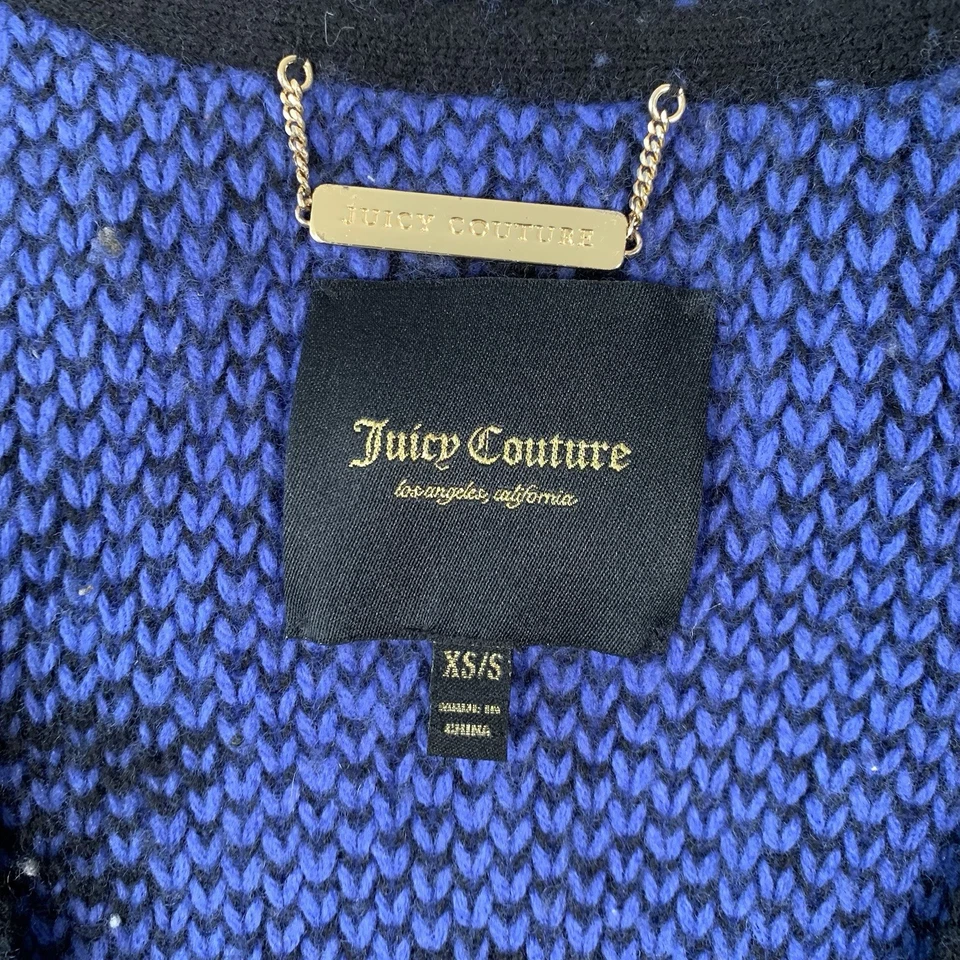 JUICY COUTURE
Juicy Couture
los angeles, california
XS/S
MADE IN
CHINA